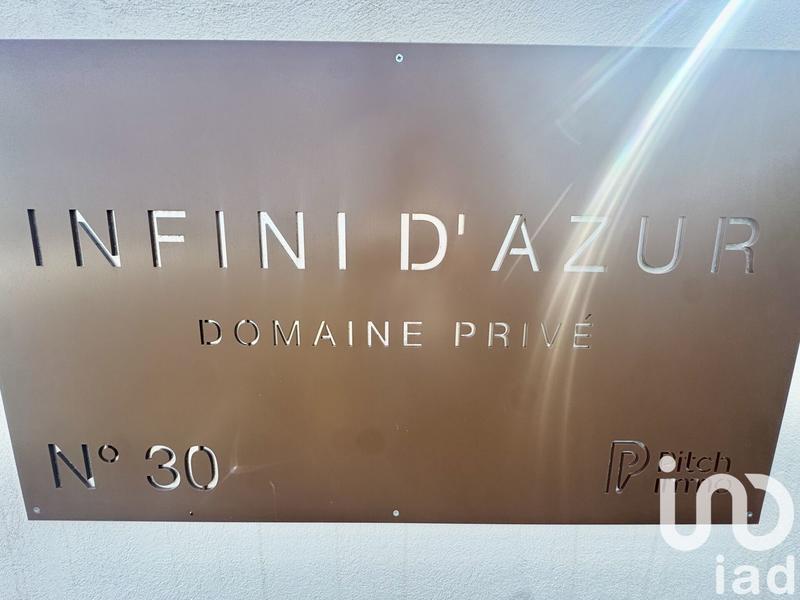 INFINI D'AZUR
DOMAINE PRIVÉ
N° 30
Pitch
immo
iad